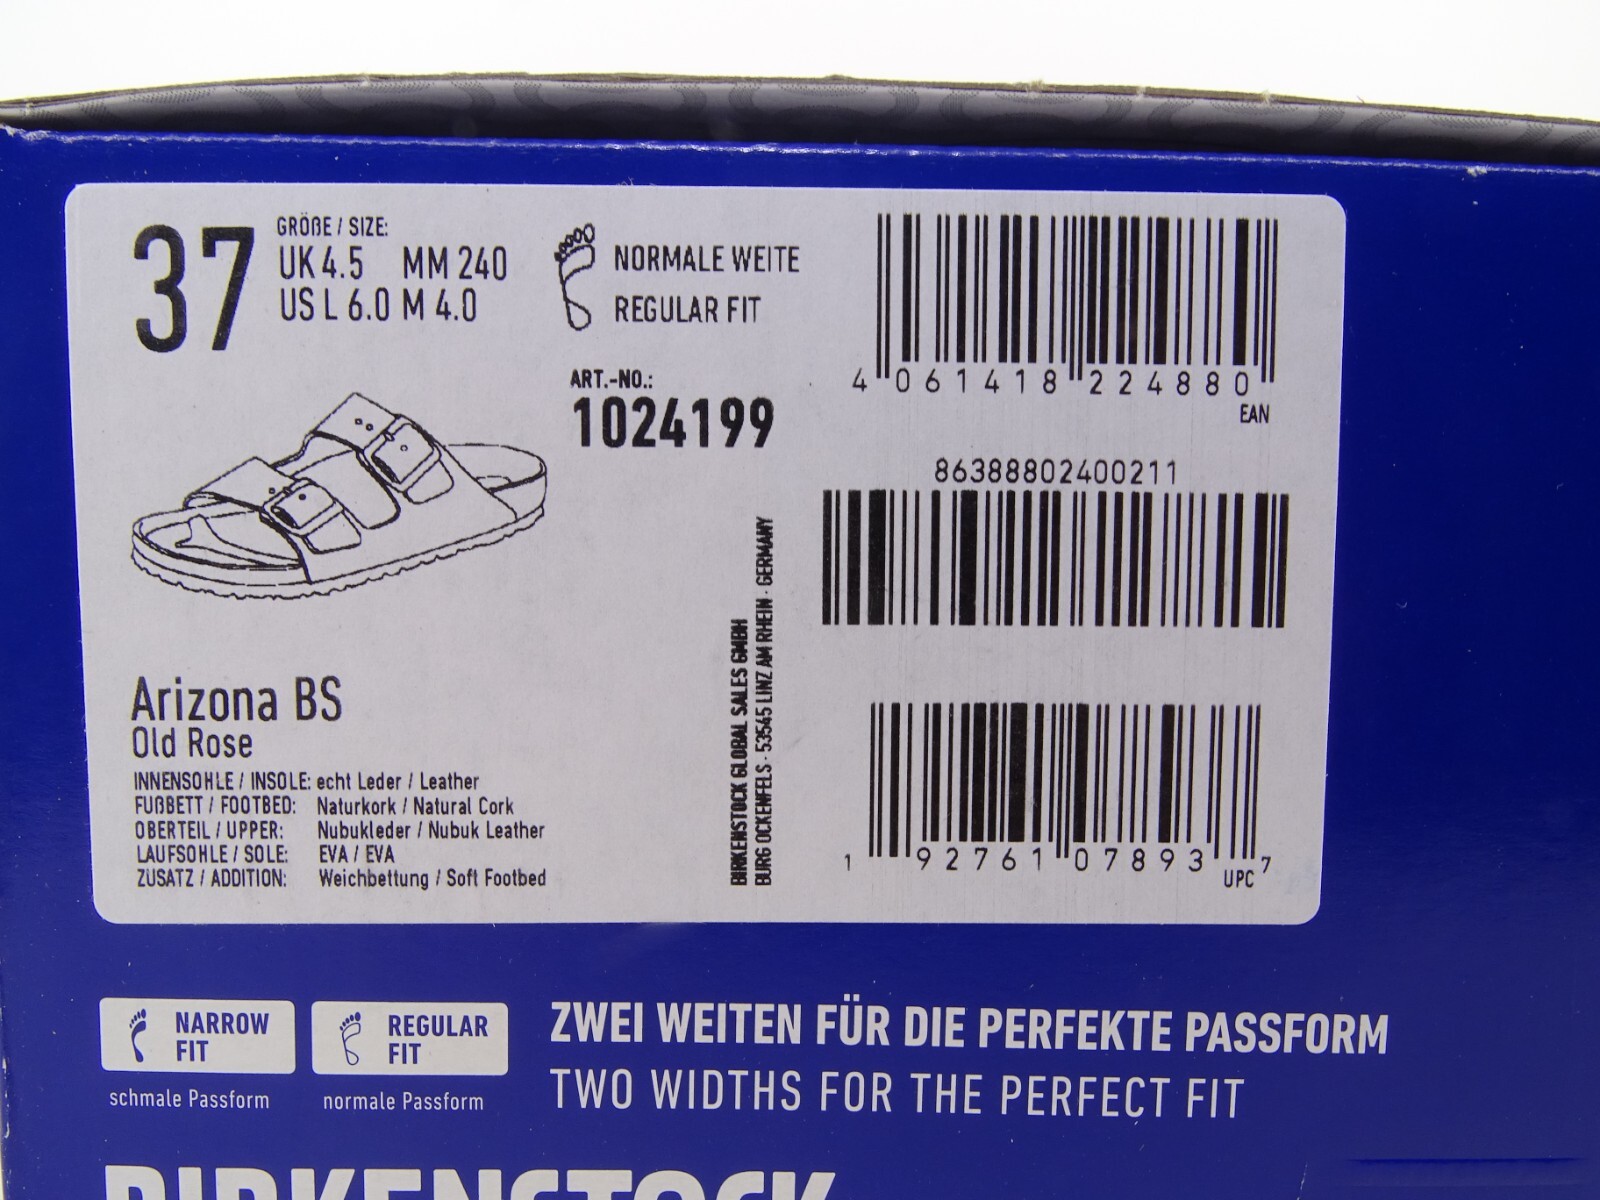 37
GRÖßE / SIZE:
UK 4.5 MM 240
US L 6.0 M 4.0
NORMALE WEITE
REGULAR FIT
ART.-NO.:
1024199
4 061418 224880
EAN
86388802400211
Arizona BS
Old Rose
INNENSOHLE / INSOLE: echt Leder / Leather
FUßBETT / FOOTBED: Naturkork / Natural Cork
OBERTEIL / UPPER: Nubukleder / Nubuk Leather
LAUFSOHLE / SOLE: EVA / EVA
ZUSATZ / ADDITION: Weichbettung / Soft Footbed
BIRKENSTOCK GLOBAL SALES GMBH
BURG OCKENFELS · 53545 LINZ AM RHEIN · GERMANY
1 92761 07893 7
UPC
NARROW
FIT
schmale Passform
REGULAR
FIT
normale Passform
ZWEI WEITEN FÜR DIE PERFEKTE PASSFORM
TWO WIDTHS FOR THE PERFECT FIT
BIRKENSTOCK